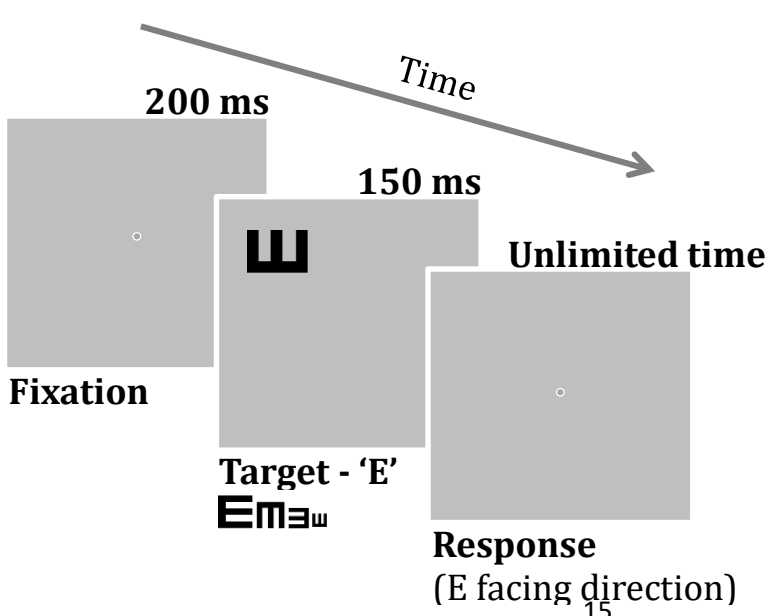 Time
200 ms
150 ms
Unlimited time
Fixation
Target - ‘E’
Response
(E facing direction)
15